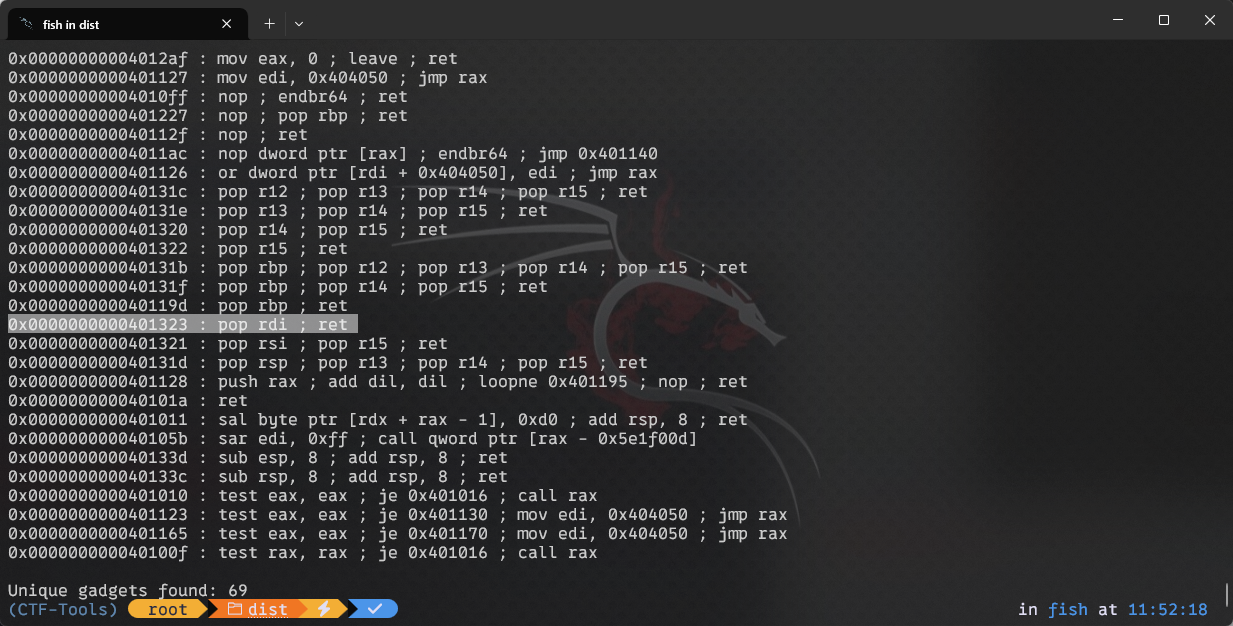 fish in dist
0x00000000004012af : mov eax, 0 ; leave ; ret
0x0000000000401127 : mov edi, 0x404050 ; jmp rax
0x00000000004010ff : nop ; endbr64 ; ret
0x0000000000401227 : nop ; pop rbp ; ret
0x000000000040112f : nop ; ret
0x00000000004011ac : nop dword ptr [rax] ; endbr64 ; jmp 0x401140
0x0000000000401126 : or dword ptr [rdi + 0x404050], edi ; jmp rax
0x000000000040131c : pop r12 ; pop r13 ; pop r14 ; pop r15 ; ret
0x000000000040131e : pop r13 ; pop r14 ; pop r15 ; ret
0x0000000000401320 : pop r14 ; pop r15 ; ret
0x0000000000401322 : pop r15 ; ret
0x000000000040131b : pop rbp ; pop r12 ; pop r13 ; pop r14 ; pop r15 ; ret
0x000000000040131f : pop rbp ; pop r14 ; pop r15 ; ret
0x000000000040119d : pop rbp ; ret
0x0000000000401323 : pop rdi ; ret
0x0000000000401321 : pop rsi ; pop r15 ; ret
0x000000000040131d : pop rsp ; pop r13 ; pop r14 ; pop r15 ; ret
0x0000000000401128 : push rax ; add dil, dil ; loopne 0x401195 ; nop ; ret
0x000000000040101a : ret
0x0000000000401011 : sal byte ptr [rdx + rax - 1], 0xd0 ; add rsp, 8 ; ret
0x000000000040105b : sar edi, 0xff ; call qword ptr [rax - 0x5e1f00d]
0x000000000040133d : sub esp, 8 ; add rsp, 8 ; ret
0x000000000040133c : sub rsp, 8 ; add rsp, 8 ; ret
0x0000000000401010 : test eax, eax ; je 0x401016 ; call rax
0x0000000000401123 : test eax, eax ; je 0x401130 ; mov edi, 0x404050 ; jmp rax
0x0000000000401165 : test eax, eax ; je 0x401170 ; mov edi, 0x404050 ; jmp rax
0x000000000040100f : test rax, rax ; je 0x401016 ; call rax
Unique gadgets found: 69
(CTF-Tools) root dist in fish at 11:52:18